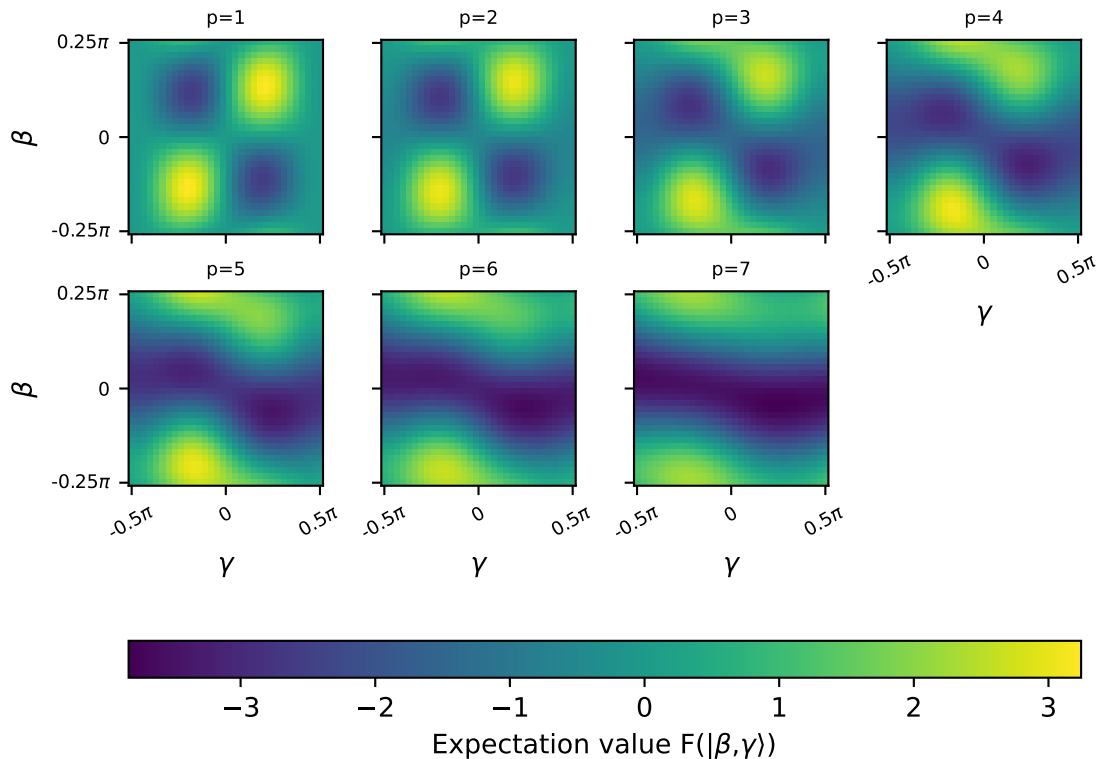 p=1
p=2
p=3
p=4
0.25π
β
0
-0.25π
-0.5π
0
0.5π
γ
p=5
p=6
p=7
0.25π
β
0
-0.25π
-0.5π
0
0.5π
-0.5π
0
0.5π
-0.5π
0
0.5π
γ
γ
γ
−3
−2
−1
0
1
2
3
Expectation value F(|β,γ⟩)